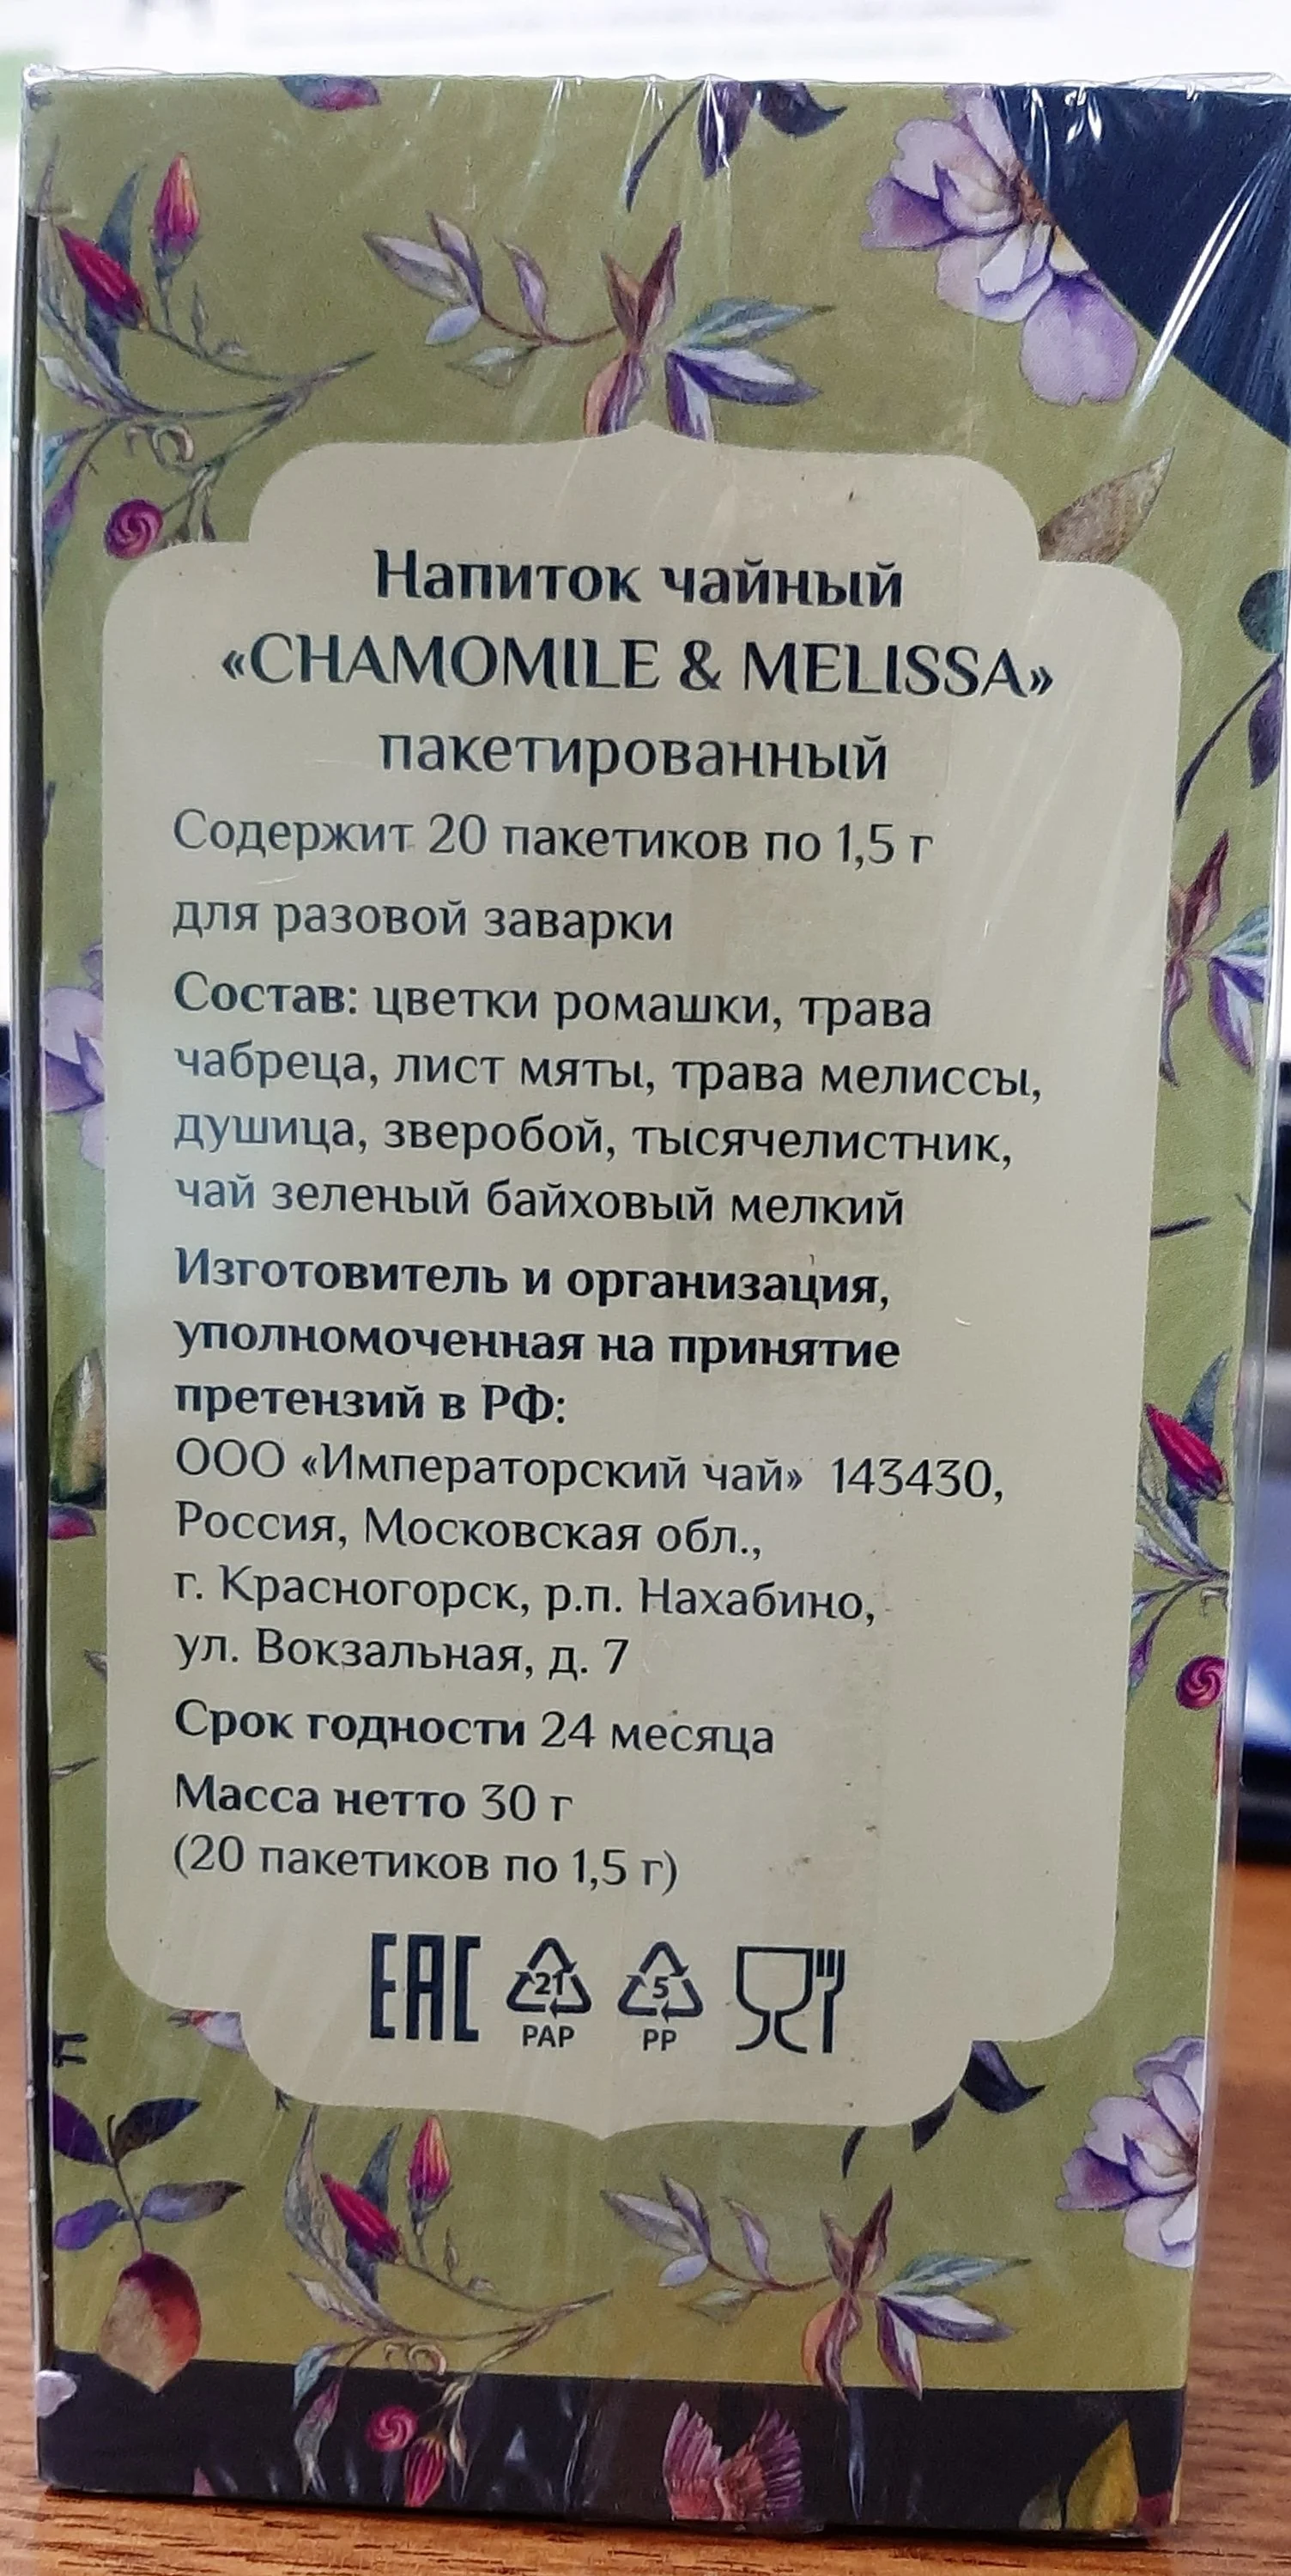 Напиток чайный
«CHAMOMILE & MELISSA»
пакетированный
Содержит 20 пакетиков по 1,5 г
для разовой заварки
Состав: цветки ромашки, трава
чабреца, лист мяты, трава мелиссы,
душица, зверобой, тысячелистник,
чай зеленый байховый мелкий
Изготовитель и организация,
уполномоченная на принятие
претензий в РФ:
ООО «Императорский чай» 143430,
Россия, Московская обл.,
г. Красногорск, р.п. Нахабино,
ул. Вокзальная, д. 7
Срок годности 24 месяца
Масса нетто 30 г
(20 пакетиков по 1,5 г)
EAC 21 5
PAP PP